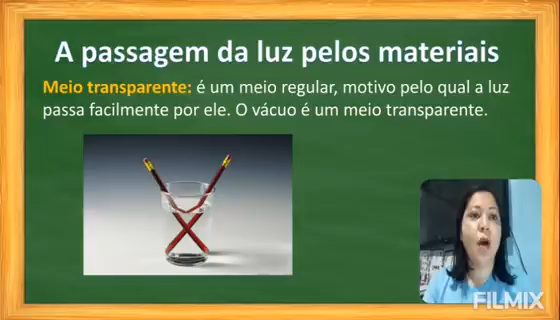 A passagem da luz pelos materiais
Meio transparente: é um meio regular, motivo pelo qual a luz
passa facilmente por ele. O vácuo é um meio transparente.
FILMIX